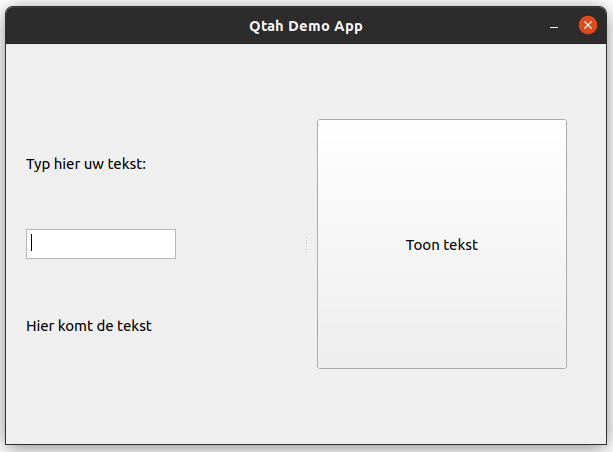 Qtah Demo App
Typ hier uw tekst:
Toon tekst
Hier komt de tekst